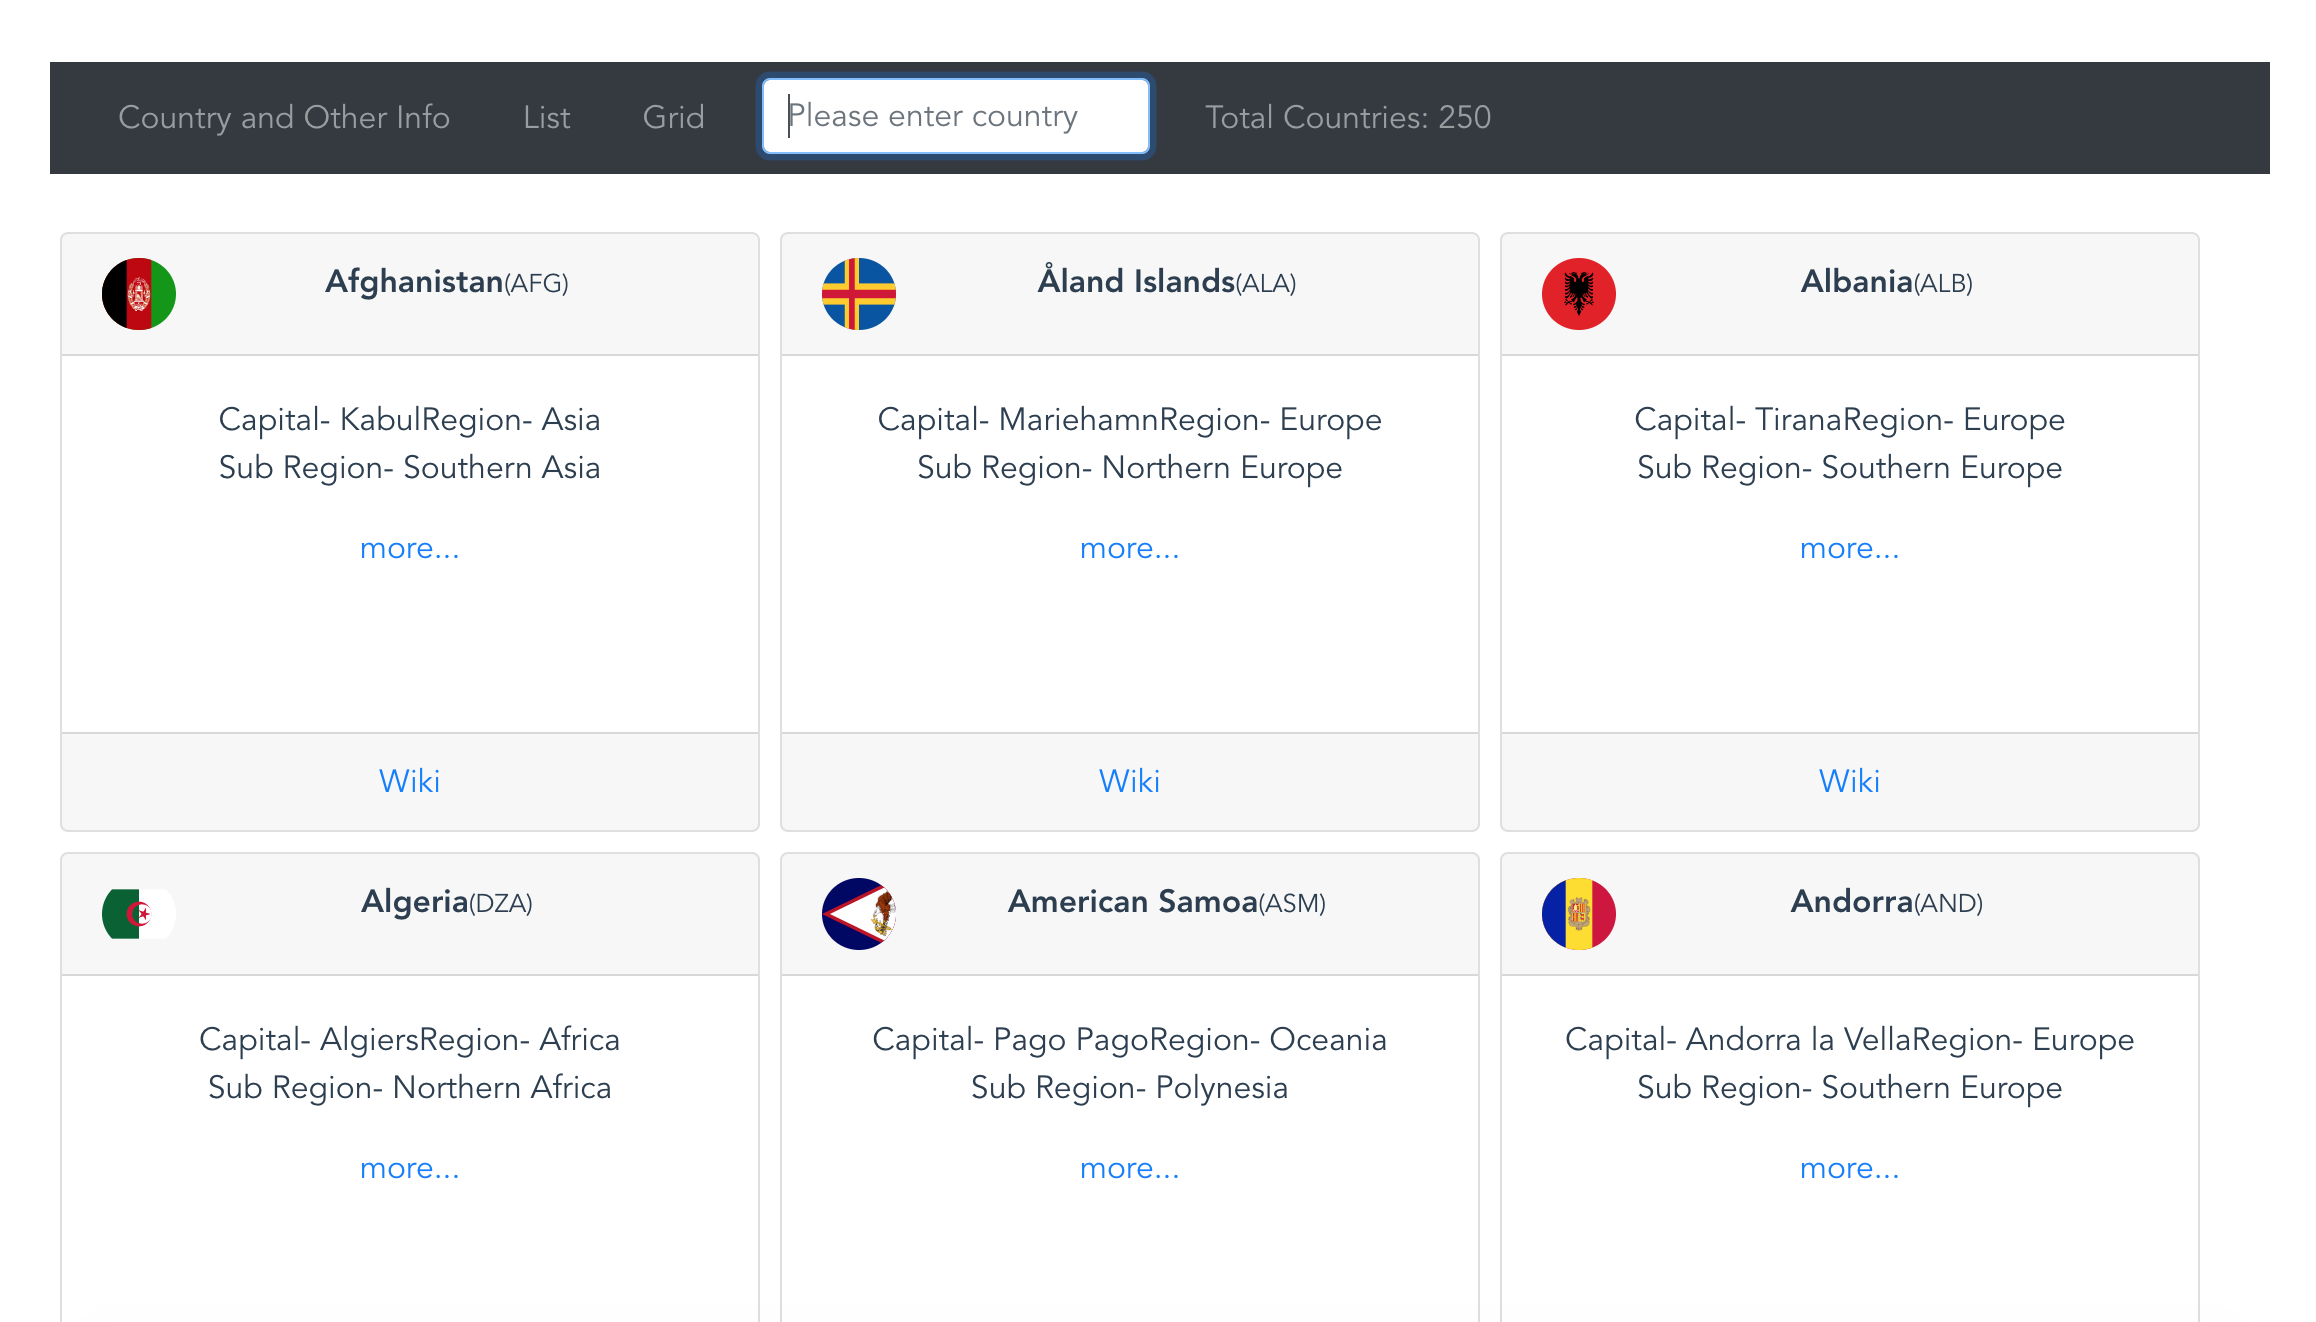 Country and Other Info List Grid Please enter country Total Countries: 250
Afghanistan(AFG)
Capital- KabulRegion- Asia
Sub Region- Southern Asia
more...
Wiki
Åland Islands(ALA)
Capital- MariehamnRegion- Europe
Sub Region- Northern Europe
more...
Wiki
Albania(ALB)
Capital- TiranaRegion- Europe
Sub Region- Southern Europe
more...
Wiki
Algeria(DZA)
Capital- AlgiersRegion- Africa
Sub Region- Northern Africa
more...
American Samoa(ASM)
Capital- Pago PagoRegion- Oceania
Sub Region- Polynesia
more...
Andorra(AND)
Capital- Andorra la VellaRegion- Europe
Sub Region- Southern Europe
more...